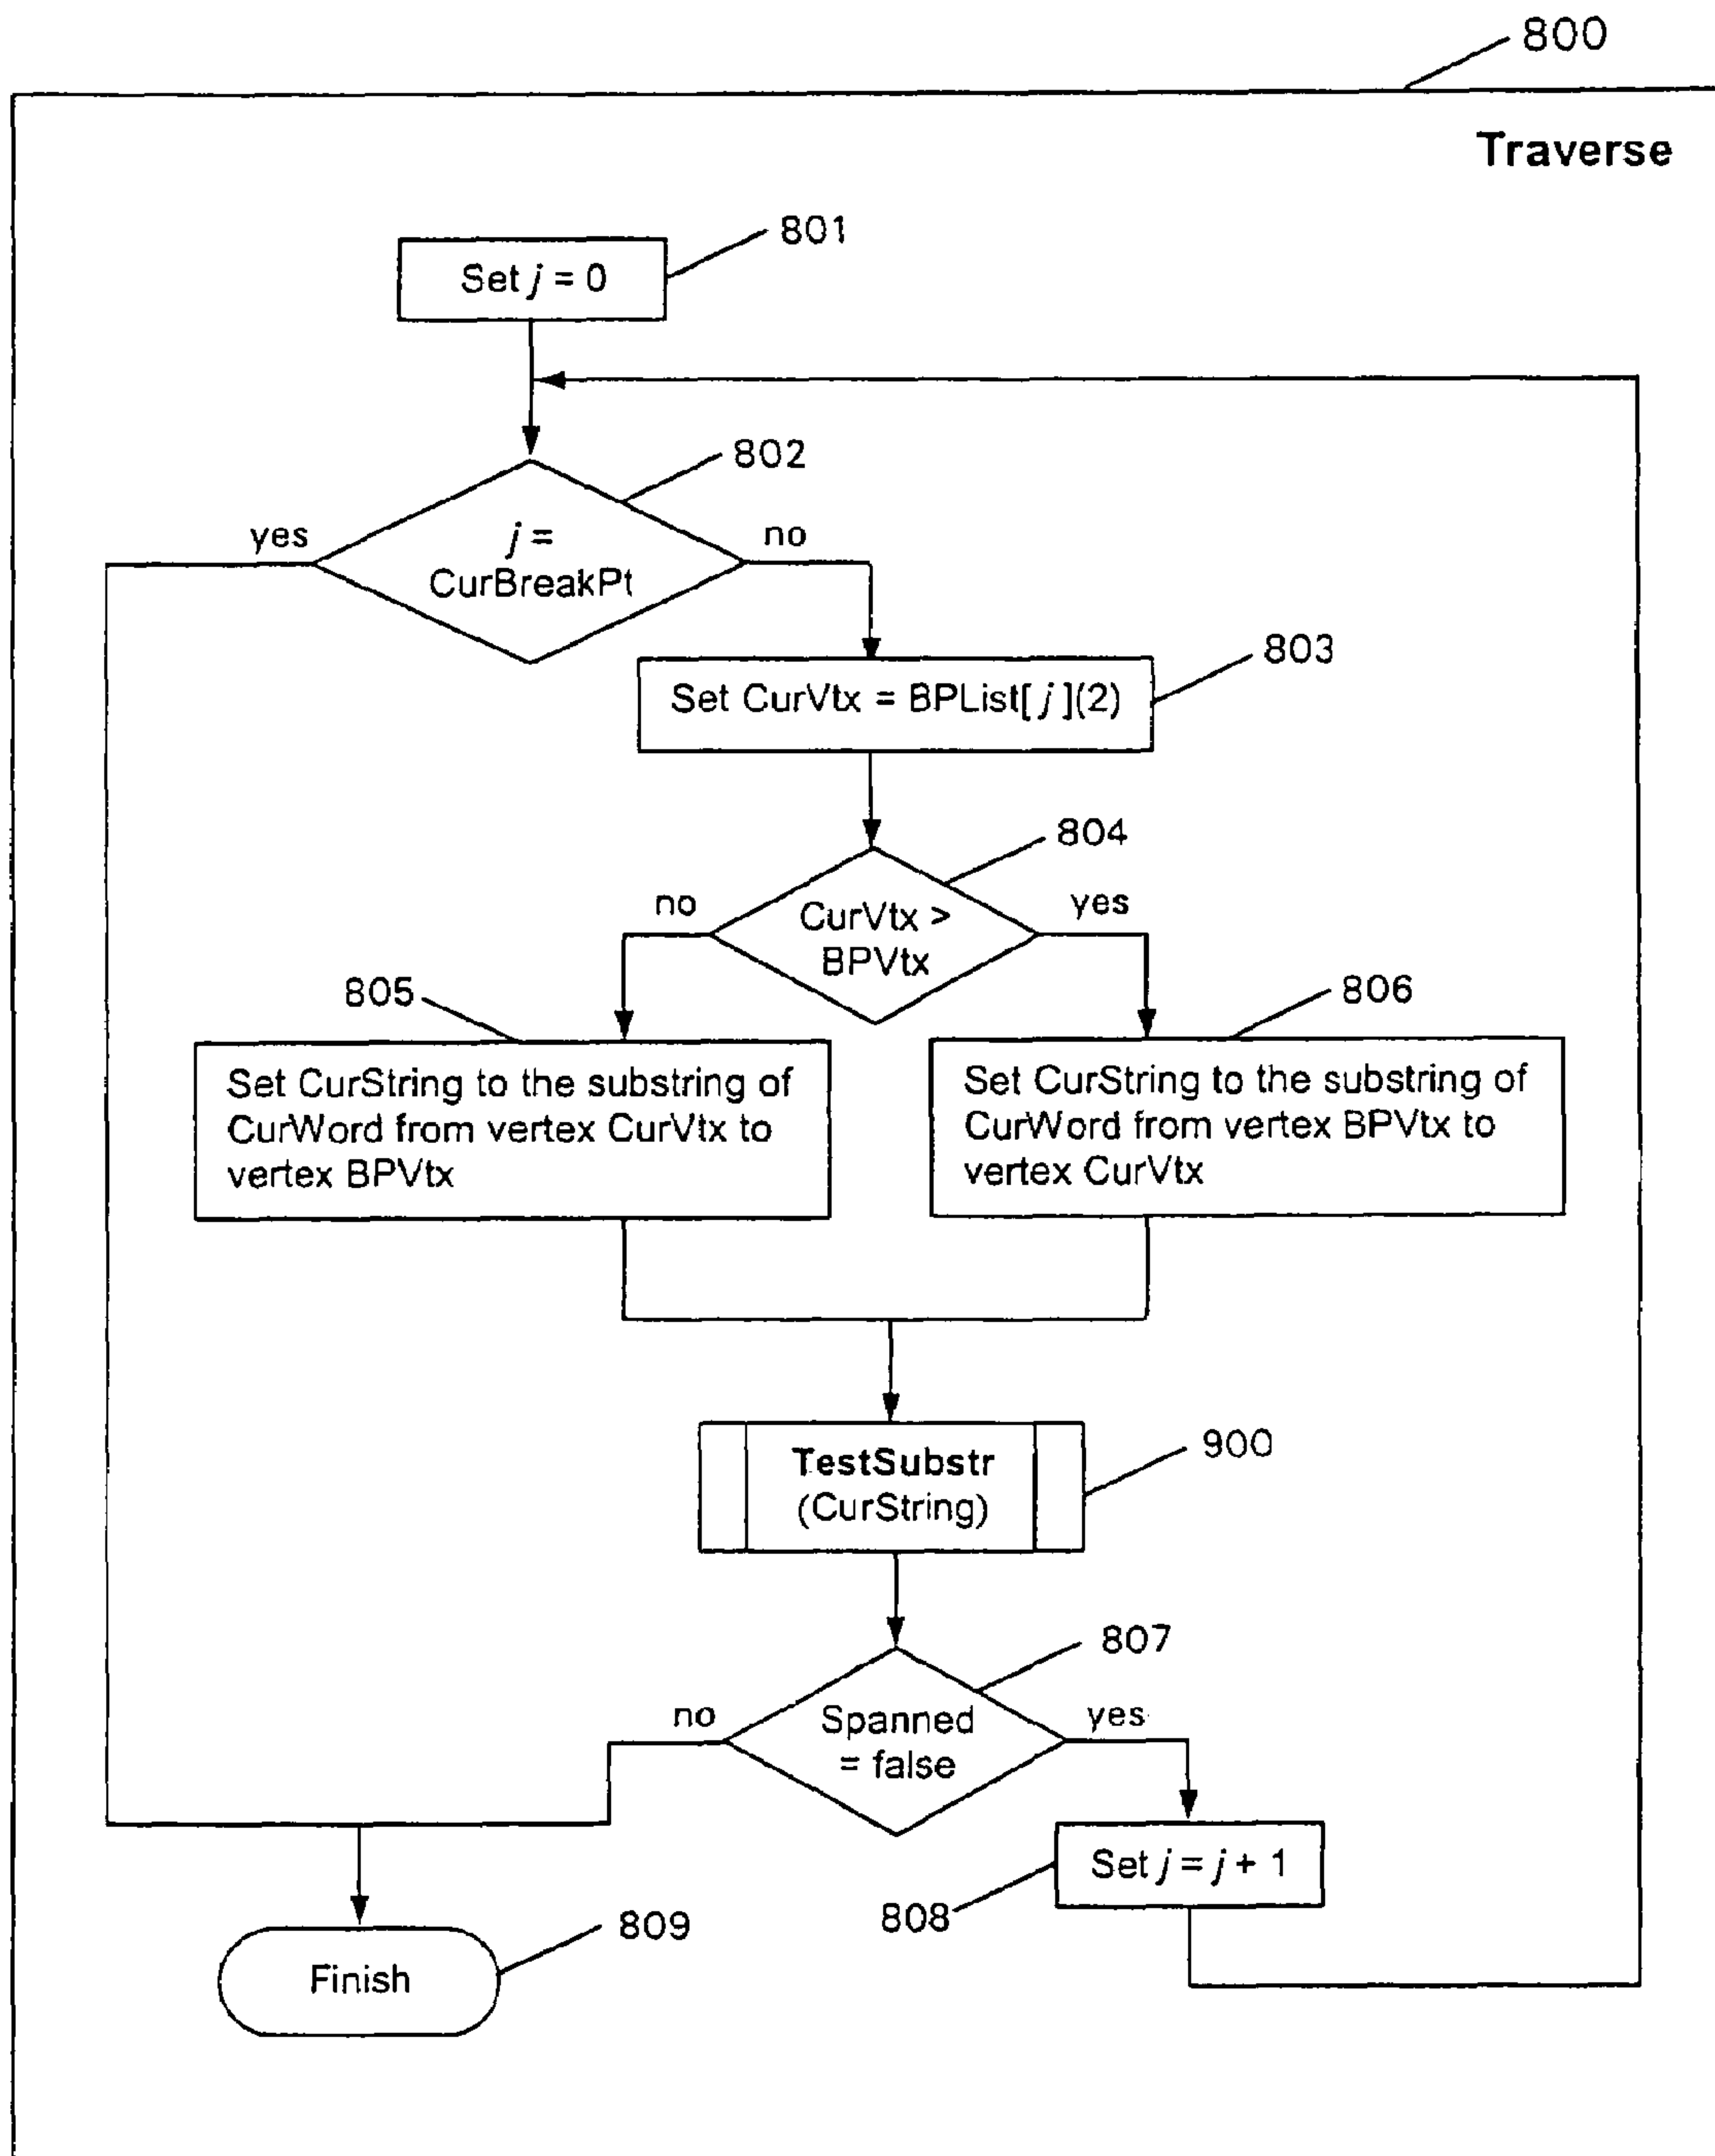 800
Traverse
801
Set j = 0
802
yes
j =
CurBreakPt
no
803
Set CurVtx = BPList[ j ](2)
804
no
CurVtx >
BPVtx
yes
805
806
Set CurString to the substring of
CurWord from vertex CurVtx to
vertex BPVtx
Set CurString to the substring of
CurWord from vertex BPVtx to
vertex CurVtx
900
TestSubstr
(CurString)
807
no
Spanned
= false
yes
Set j = j + 1
808
809
Finish